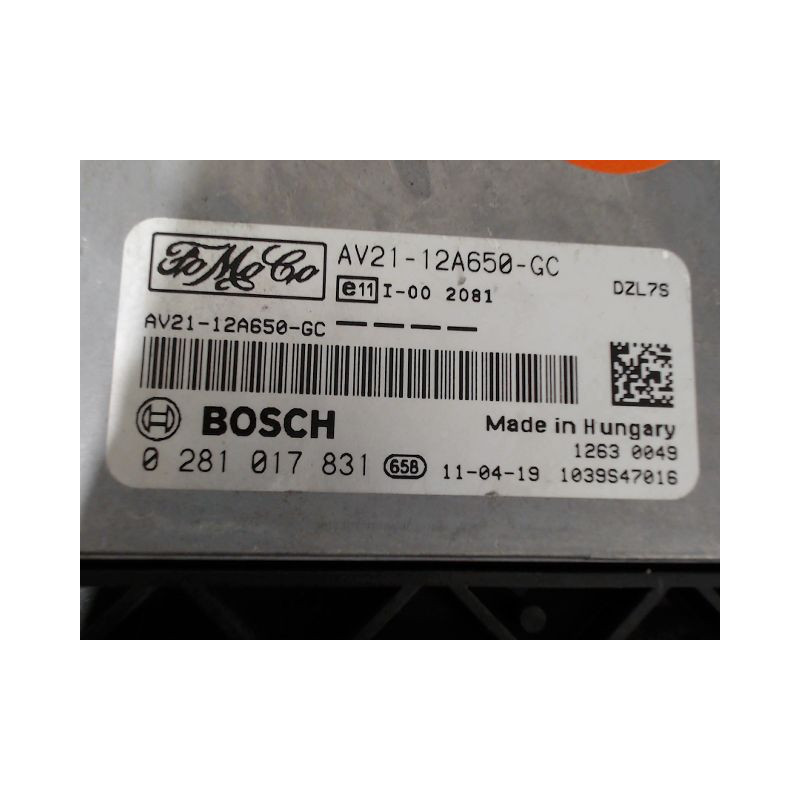 FoMoCo
AV21-12A650-GC
e11 I-00 2081
DZL7S
AV21-12A650-GC — — — —
BOSCH
Made in Hungary
1263 0049
0 281 017 831 658 11-04-19 1039S47016